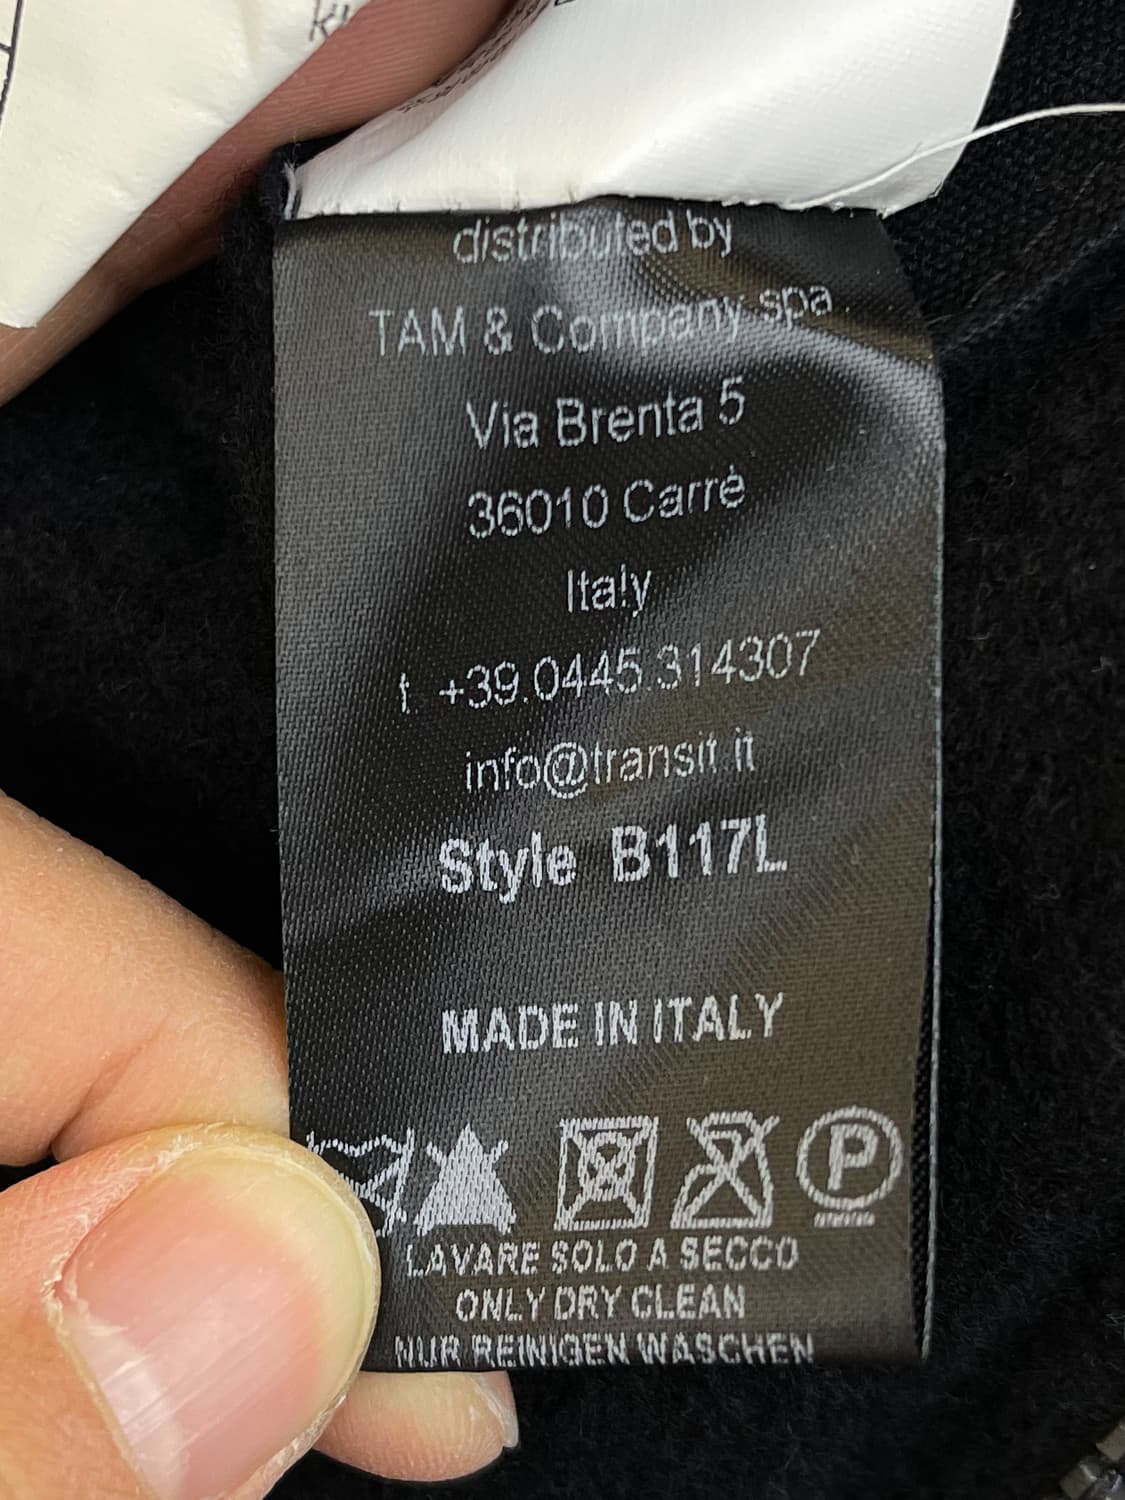 distributed by
TAM & Company spa
Via Brenta 5
36010 Carrè
Italy
t +39.0445.314307
info@transit.it
Style B117L
MADE IN ITALY
P
LAVARE SOLO A SECCO
ONLY DRY CLEAN
NUR REINIGEN WASCHEN